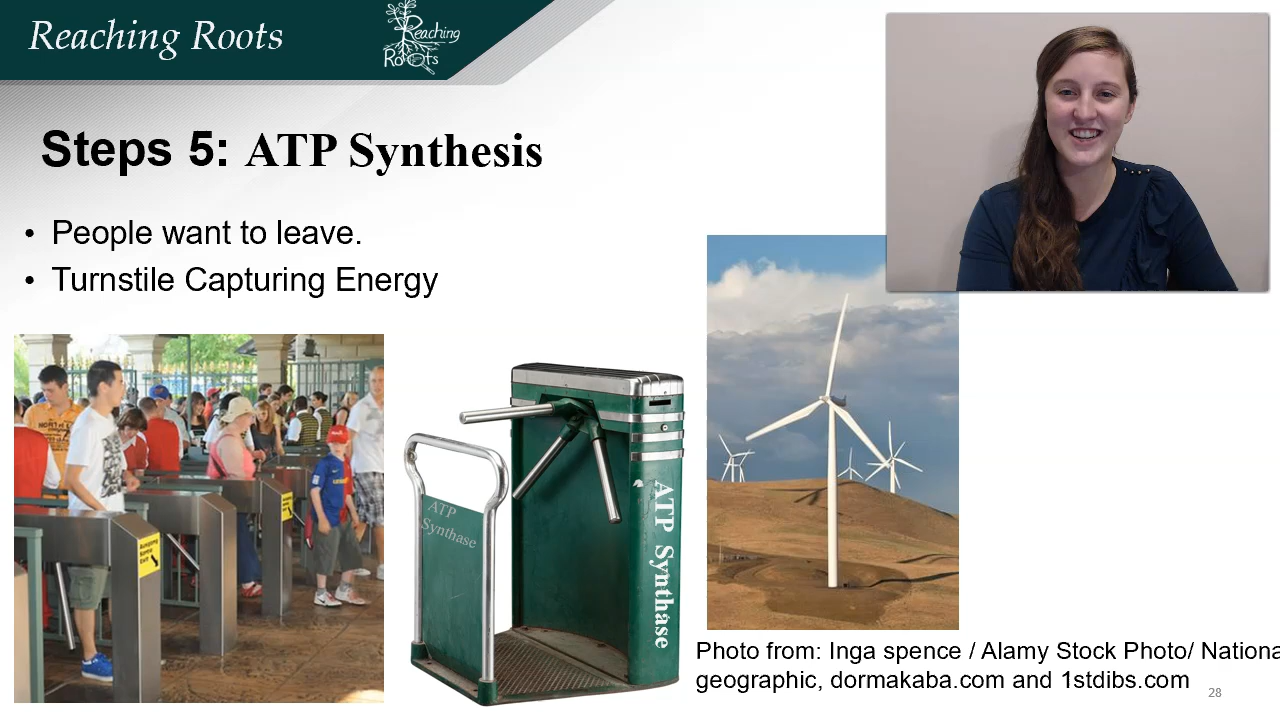 Reaching Roots
Reaching
Roots
Steps 5: ATP Synthesis
• People want to leave.
• Turnstile Capturing Energy
ATP
Synthase
ATP Synthase
Photo from: Inga spence / Alamy Stock Photo/ Nationa
geographic, dormakaba.com and 1stdibs.com
28